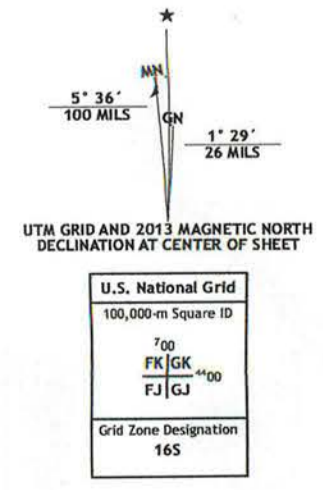 ★
MN
5° 36′
100 MILS
GN
1° 29′
26 MILS
UTM GRID AND 2013 MAGNETIC NORTH
DECLINATION AT CENTER OF SHEET
U.S. National Grid
100,000-m Square ID
⁷00
FK GK
⁴⁴00
FJ GJ
Grid Zone Designation
16S